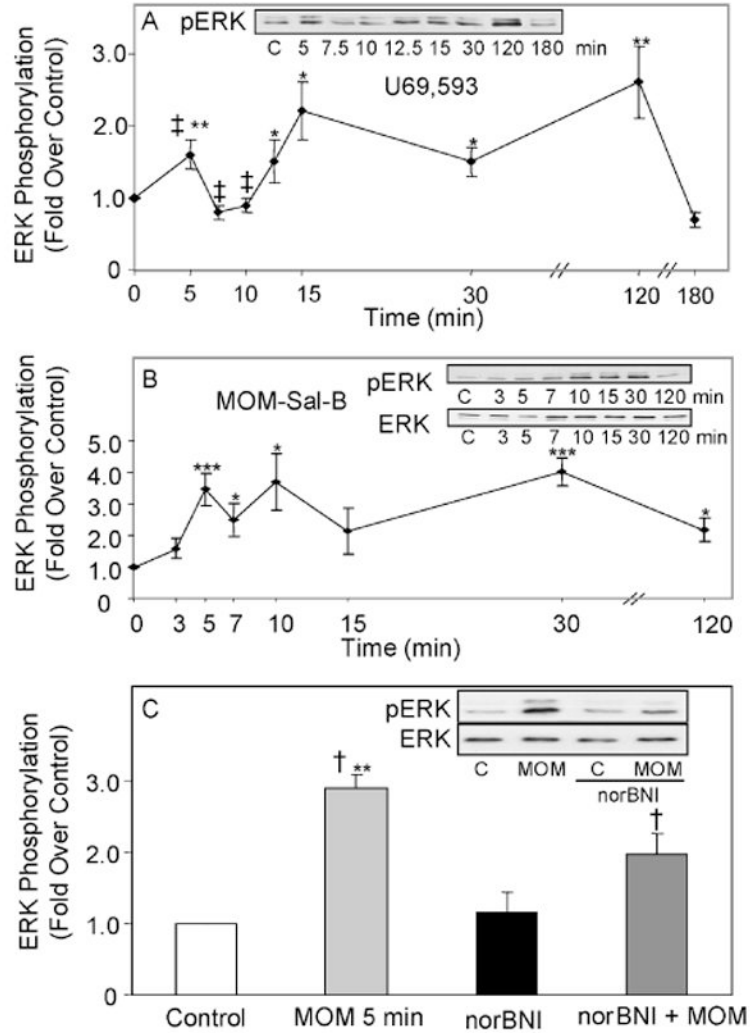 A
pERK
C 5 7.5 10 12.5 15 30 120 180 min
U69,593
ERK Phosphorylation
(Fold Over Control)
3.0
2.0
1.0
0
‡ **
‡
‡
*
*
*
**
0 5 10 15 30 120 180
Time (min)
B
pERK
C 3 5 7 10 15 30 120 min
MOM-Sal-B
ERK
C 3 5 7 10 15 30 120 min
ERK Phosphorylation
(Fold Over Control)
5.0
4.0
3.0
2.0
1.0
0
***
*
*
***
*
0 3 5 7 10 15 30 120
Time (min)
C
pERK
ERK
C MOM C MOM
norBNI
ERK Phosphorylation
(Fold Over Control)
3.0
2.0
1.0
0
† **
†
Control MOM 5 min norBNI norBNI + MOM